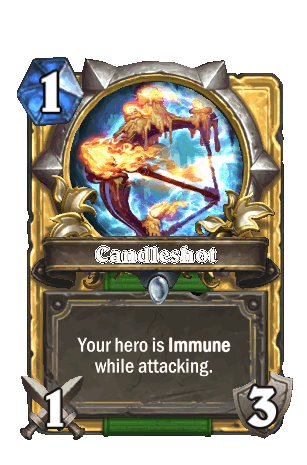 1
Candleshot
Your hero is Immune
while attacking.
1
3